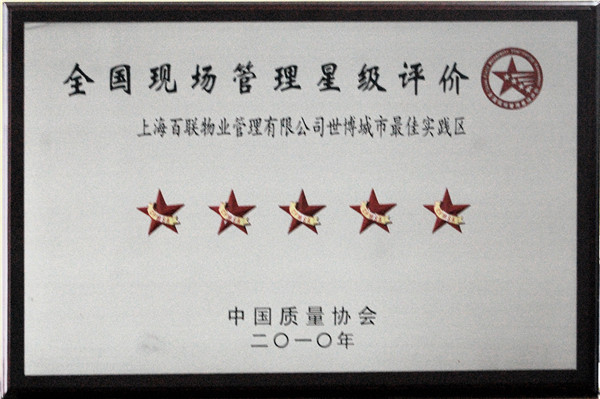 全国现场管理星级评价
上海百联物业管理有限公司世博城市最佳实践区
中国质量协会
二〇一〇年